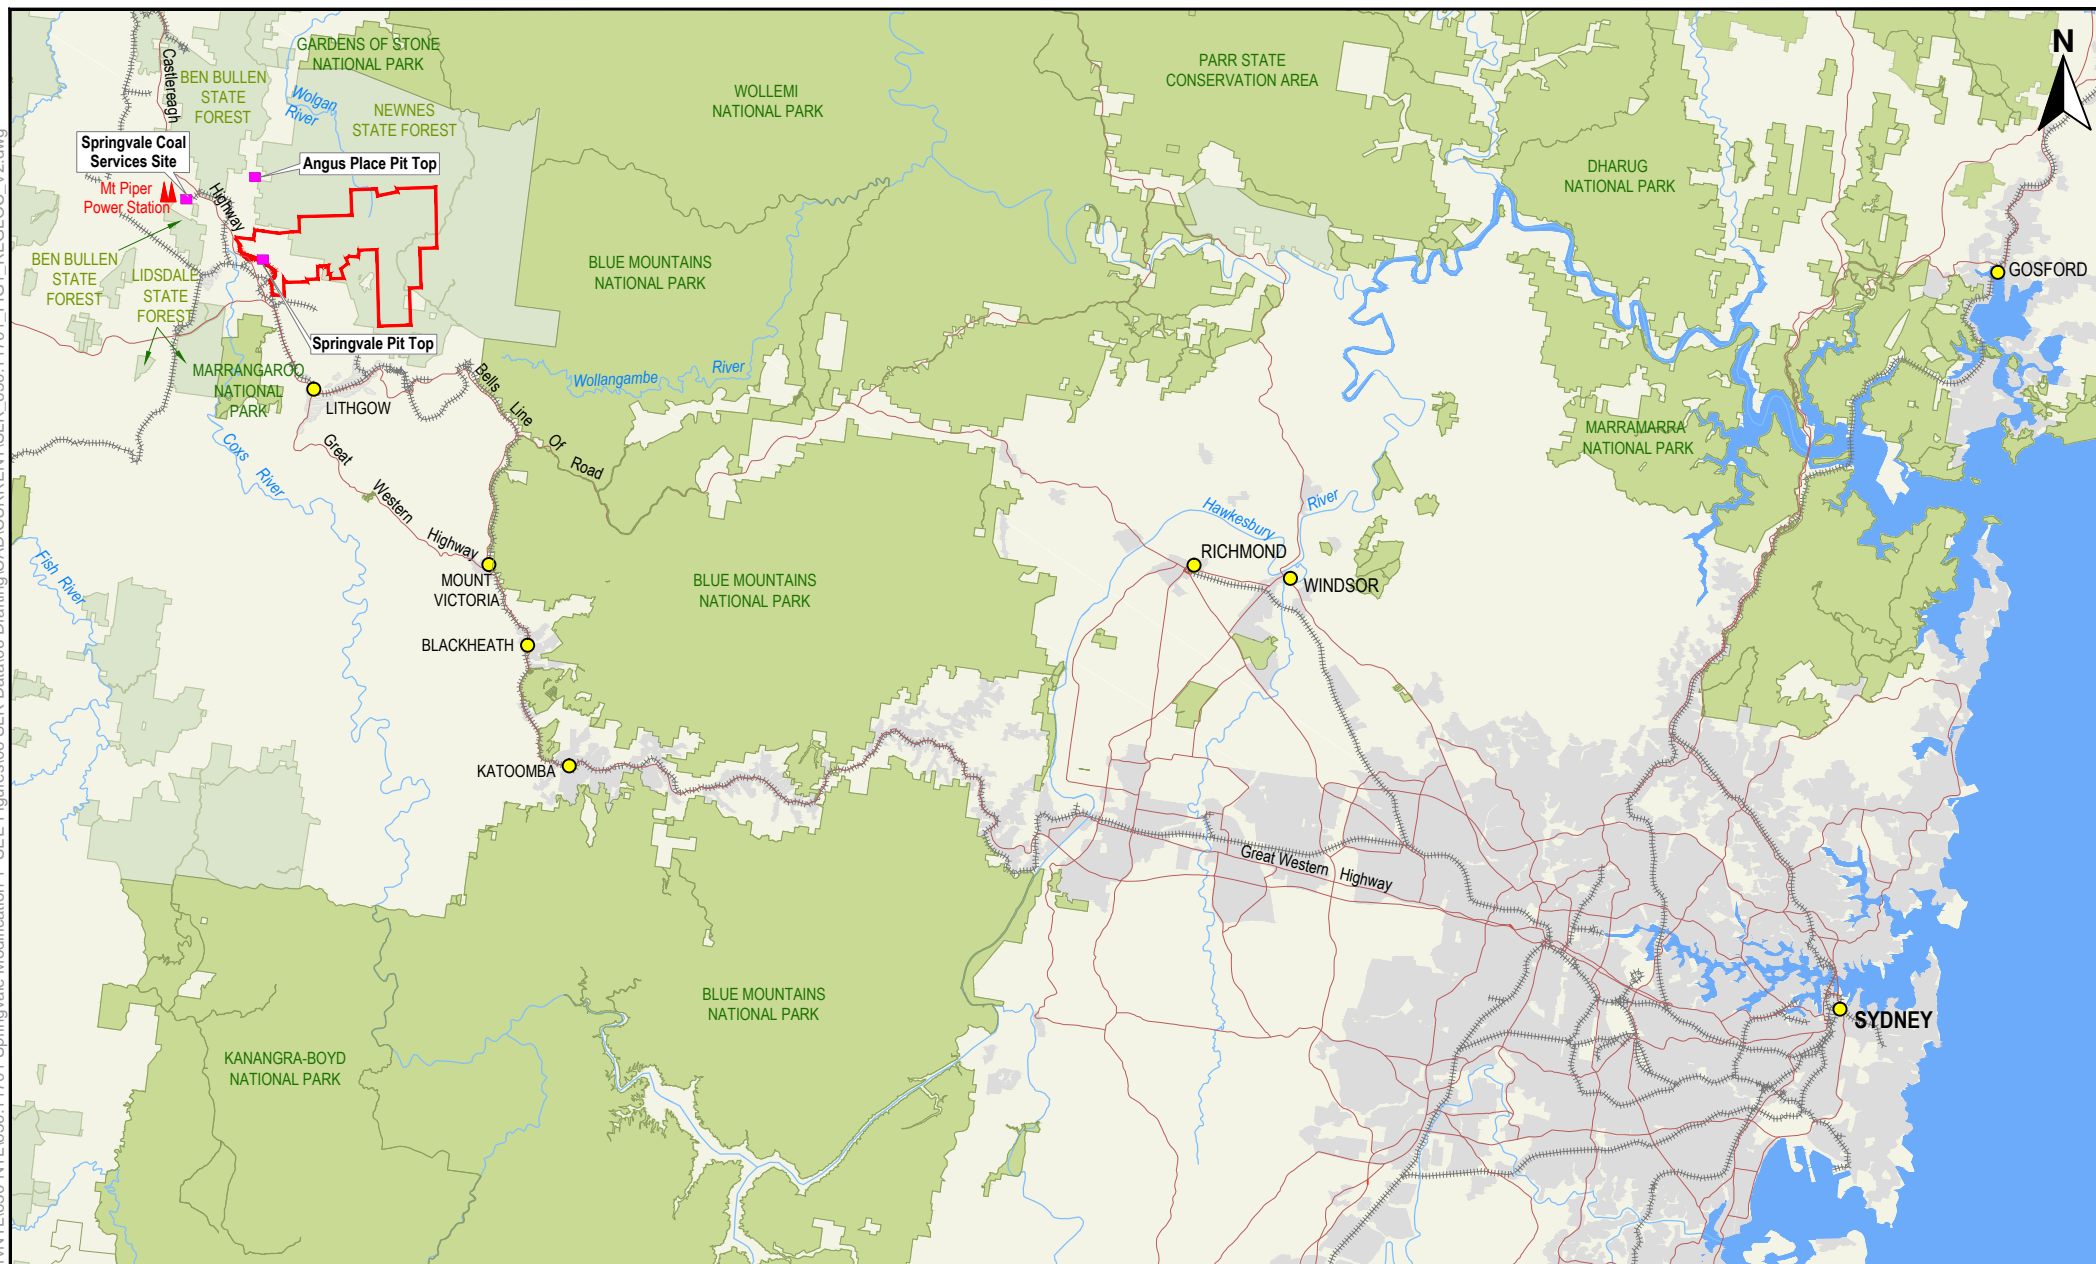 GARDENS OF STONE
NATIONAL PARK
Castlereagh
BEN BULLEN
STATE
FOREST
Wolgan
River
NEWNES
STATE FOREST
WOLLEMI
NATIONAL PARK
PARR STATE
CONSERVATION AREA
N
Springvale Coal
Services Site
Angus Place Pit Top
Mt Piper
Power Station
Highway
DHARUG
NATIONAL PARK
BEN BULLEN
STATE
FOREST
LIDSDALE
STATE
FOREST
BLUE MOUNTAINS
NATIONAL PARK
GOSFORD
Springvale Pit Top
MARRANGAROO
NATIONAL
PARK
LITHGOW
Bells
Line
Of
Road
Wollangambe
River
MARRAMARRA
NATIONAL PARK
Coxs
River
Great
Western
Highway
Hawkesbury
River
Fish River
MOUNT
VICTORIA
BLUE MOUNTAINS
NATIONAL PARK
RICHMOND
WINDSOR
BLACKHEATH
KATOOMBA
Great Western Highway
BLUE MOUNTAINS
NATIONAL PARK
SYDNEY
KANANGRA-BOYD
NATIONAL PARK